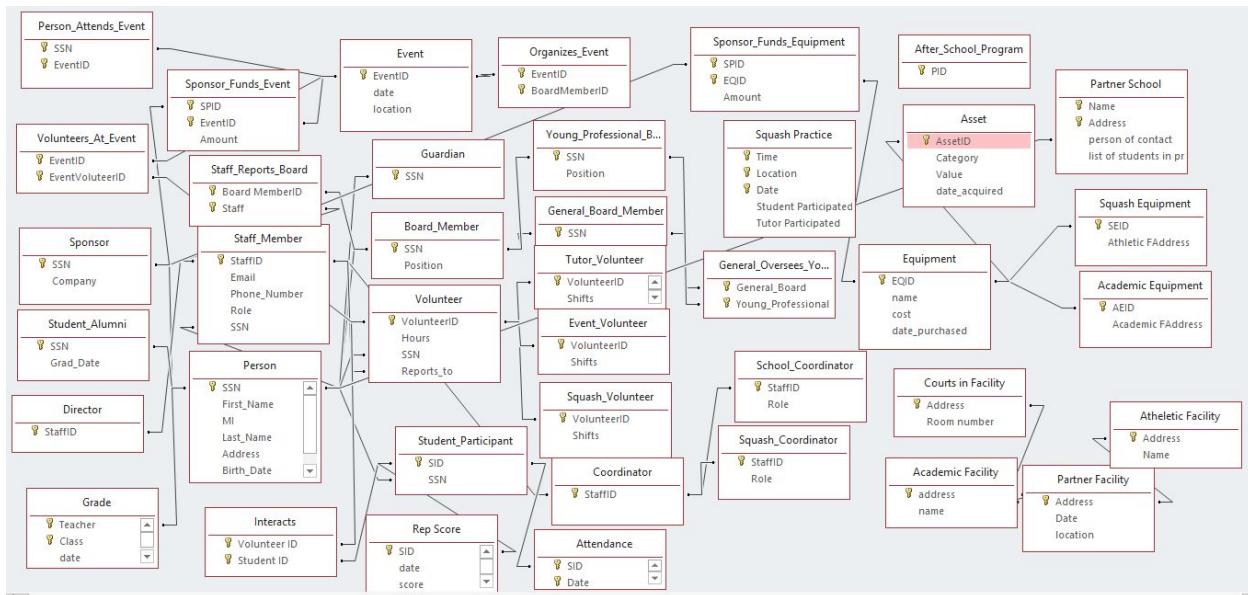 Person_Attends_Event
SSN
EventID
Sponsor_Funds_Event
SPID
EventID
Amount
Volunteers_At_Event
EventID
EventVoluteerID
Event
EventID
date
location
Organizes_Event
EventID
BoardMemberID
Sponsor_Funds_Equipment
SPID
EQID
Amount
After_School_Program
PID
Partner School
Name
Address
person of contact
list of students in pr
Asset
AssetID
Category
Value
date_acquired
Staff_Reports_Board
Board MemberID
Staff
Guardian
SSN
Young_Professional_B...
SSN
Position
Squash Practice
Time
Location
Date
Student Participated
Tutor Participated
Squash Equipment
SEID
Athletic FAddress
Academic Equipment
AEID
Academic FAddress
Sponsor
SSN
Company
Staff_Member
StaffID
Email
Phone_Number
Role
SSN
Board_Member
SSN
Position
General_Board_Member
SSN
Tutor_Volunteer
VolunteerID
Shifts
General_Oversees_Yo...
General_Board
Young_Professional
Equipment
EQID
name
cost
date_purchased
Student_Alumni
SSN
Grad_Date
Volunteer
VolunteerID
Hours
SSN
Reports_to
Event_Volunteer
VolunteerID
Shifts
Person
SSN
First_Name
MI
Last_Name
Address
Birth_Date
Director
StaffID
Squash_Volunteer
VolunteerID
Shifts
School_Coordinator
StaffID
Role
Courts in Facility
Address
Room number
Atheletic Facility
Address
Name
Student_Participant
SID
SSN
Coordinator
StaffID
Squash_Coordinator
StaffID
Role
Academic Facility
address
name
Partner Facility
Address
Date
location
Grade
Teacher
Class
date
Interacts
Volunteer ID
Student ID
Rep Score
SID
date
score
Attendance
SID
Date